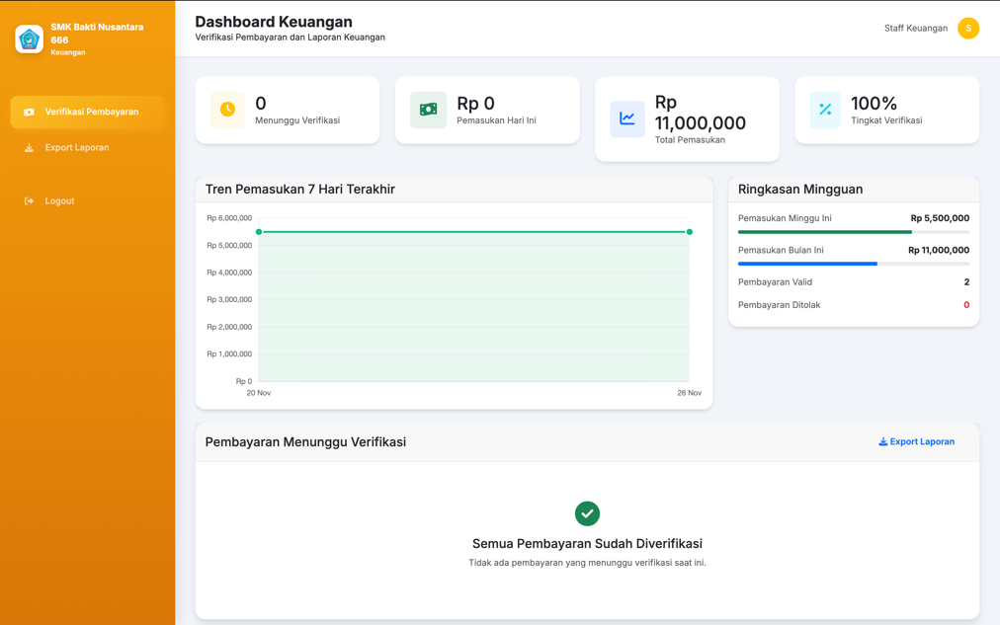 SMK Bakti Nusantara
666
Keuangan
Verifikasi Pembayaran
Export Laporan
Logout
Dashboard Keuangan
Verifikasi Pembayaran dan Laporan Keuangan
Staff Keuangan
S
0
Menunggu Verifikasi
Rp 0
Pemasukan Hari Ini
Rp
11,000,000
Total Pemasukan
100%
Tingkat Verifikasi
Tren Pemasukan 7 Hari Terakhir
Rp 6,000,000
Rp 5,000,000
Rp 4,000,000
Rp 3,000,000
Rp 2,000,000
Rp 1,000,000
Rp 0
20 Nov
26 Nov
Ringkasan Mingguan
Pemasukan Minggu Ini Rp 5,500,000
Pemasukan Bulan Ini Rp 11,000,000
Pembayaran Valid 2
Pembayaran Ditolak 0
Pembayaran Menunggu Verifikasi
Export Laporan
Semua Pembayaran Sudah Diverifikasi
Tidak ada pembayaran yang menunggu verifikasi saat ini.